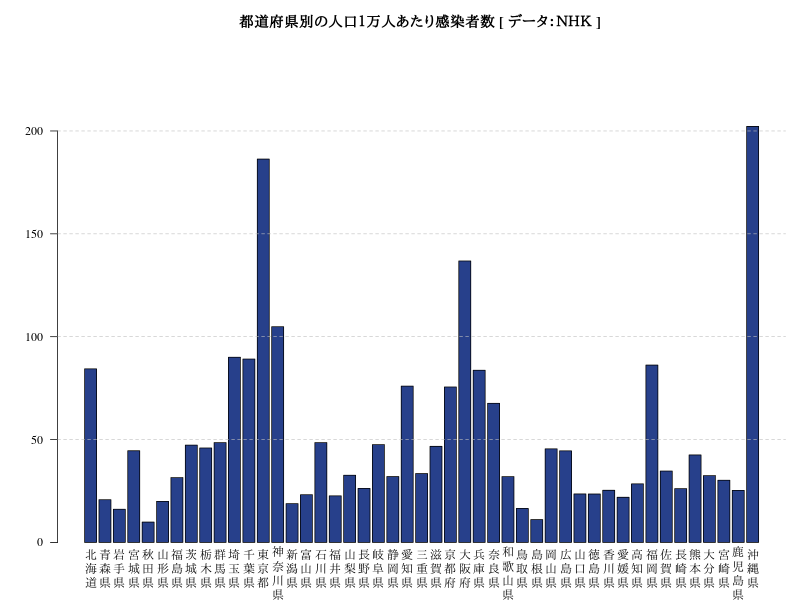 都道府県別の人口1万人あたり感染者数 [ データ：NHK ]
200
150
100
50
0
北海道
青森県
岩手県
宮城県
秋田県
山形県
福島県
茨城県
栃木県
群馬県
埼玉県
千葉県
東京都
神奈川県
新潟県
富山県
石川県
福井県
山梨県
長野県
岐阜県
静岡県
愛知県
三重県
滋賀県
京都府
大阪府
兵庫県
奈良県
和歌山県
鳥取県
島根県
岡山県
広島県
山口県
徳島県
香川県
愛媛県
高知県
福岡県
佐賀県
長崎県
熊本県
大分県
宮崎県
鹿児島県
沖縄県